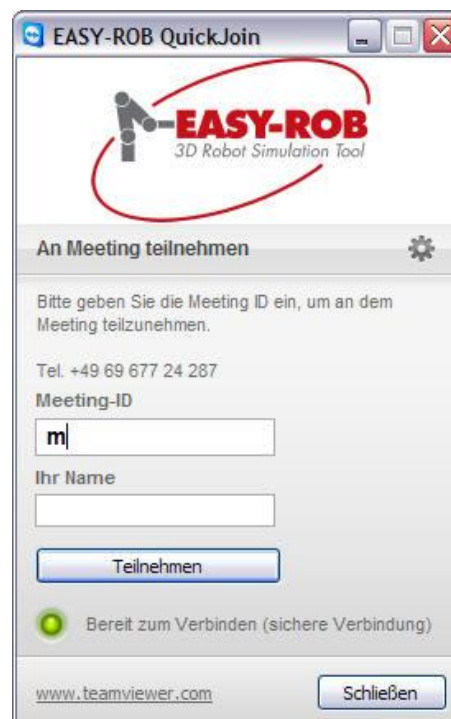 EASY-ROB QuickJoin
EASY-ROB
3D Robot Simulation Tool
An Meeting teilnehmen
Bitte geben Sie die Meeting ID ein, um an dem
Meeting teilzunehmen.
Tel. +49 69 677 24 287
Meeting-ID
m
Ihr Name
Teilnehmen
Bereit zum Verbinden (sichere Verbindung)
www.teamviewer.com
Schließen